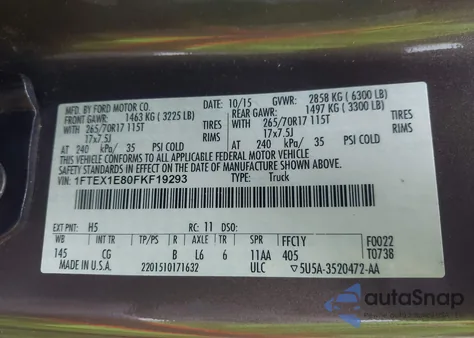 MFD. BY FORD MOTOR CO.
DATE: 10/15 GVWR: 2858 KG ( 6300 LB)
FRONT GAWR: 1463 KG ( 3225 LB) REAR GAWR: 1497 KG ( 3300 LB)
WITH 265/70R17 115T TIRES WITH 265/70R17 115T TIRES
17x7.5J RIMS 17x7.5J RIMS
AT 240 kPa/ 35 PSI COLD AT 240 kPa/ 35 PSI COLD
THIS VEHICLE CONFORMS TO ALL APPLICABLE FEDERAL MOTOR VEHICLE
SAFETY STANDARDS IN EFFECT ON THE DATE OF MANUFACTURE SHOWN ABOVE.
VIN: 1FTEX1E80FKF19293 TYPE: Truck
EXT PNT: H5 RC: 11 DSO: F0022
WB INT TR TP/PS R AXLE TR SPR FFC1Y T0738
145 CG B L6 6 11AA 405
MADE IN U.S.A. 2201510171632 ULC 5U5A-3520472-AA
autoSnap